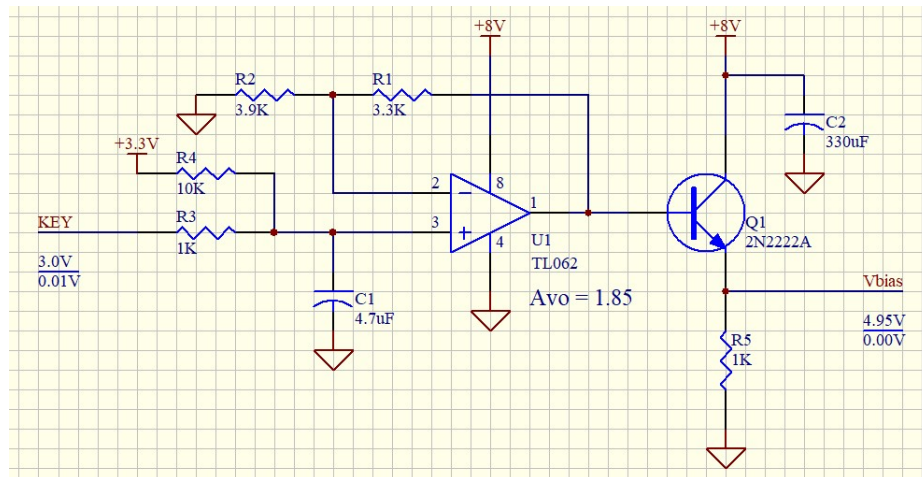 +8V
+8V
R2
3.9K
R1
3.3K
C2
330uF
+3.3V
R4
10K
2
-
8
1
KEY
R3
1K
3
+
4
U1
TL062
Q1
2N2222A
3.0V
0.01V
C1
4.7uF
Avo = 1.85
Vbias
4.95V
0.00V
R5
1K